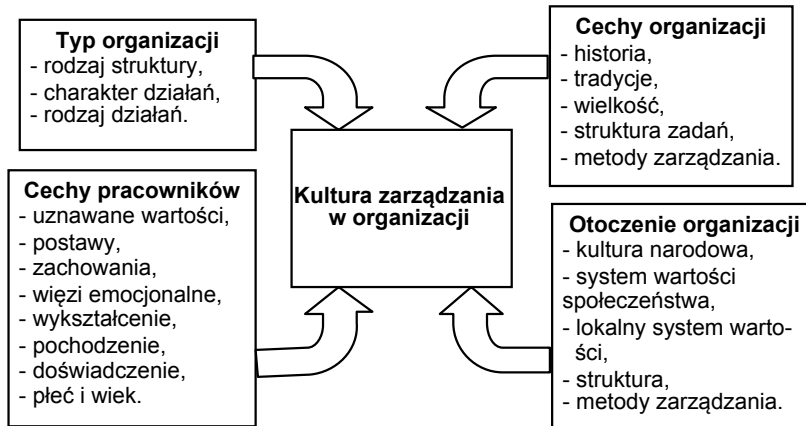 Typ organizacji
- rodzaj struktury,
- charakter działań,
- rodzaj działań.
Cechy organizacji
- historia,
- tradycje,
- wielkość,
- struktura zadań,
- metody zarządzania.
Kultura zarządzania
w organizacji
Cechy pracowników
- uznawane wartości,
- postawy,
- zachowania,
- więzi emocjonalne,
- wykształcenie,
- pochodzenie,
- doświadczenie,
- płeć i wiek.
Otoczenie organizacji
- kultura narodowa,
- system wartości
społeczeństwa,
- lokalny system warto-
ści,
- struktura,
- metody zarządzania.